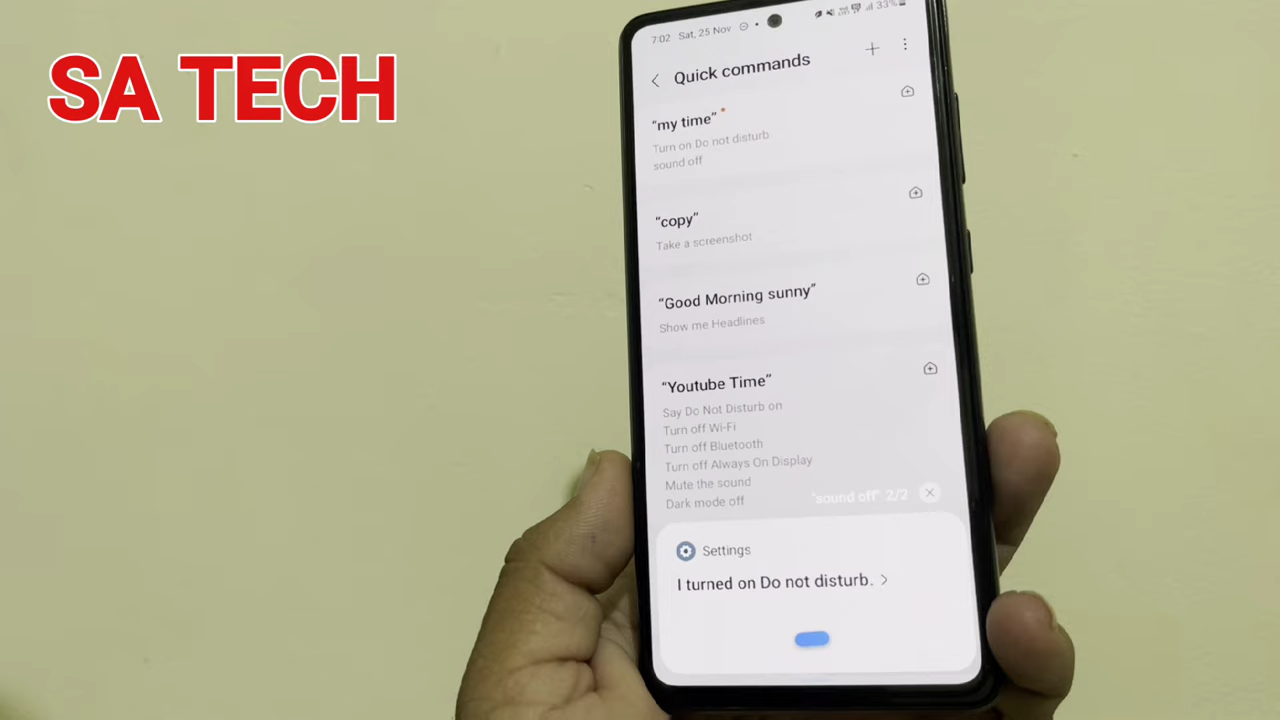 SA TECH
7:02 Sat, 25 Nov
33%
Quick commands
“my time”
Turn on Do not disturb
sound off
“copy”
Take a screenshot
“Good Morning sunny”
Show me Headlines
“Youtube Time”
Say Do Not Disturb on
Turn off Wi-Fi
Turn off Bluetooth
Turn off Always On Display
Mute the sound
Dark mode off
“sound off” 2/2
Settings
I turned on Do not disturb. >